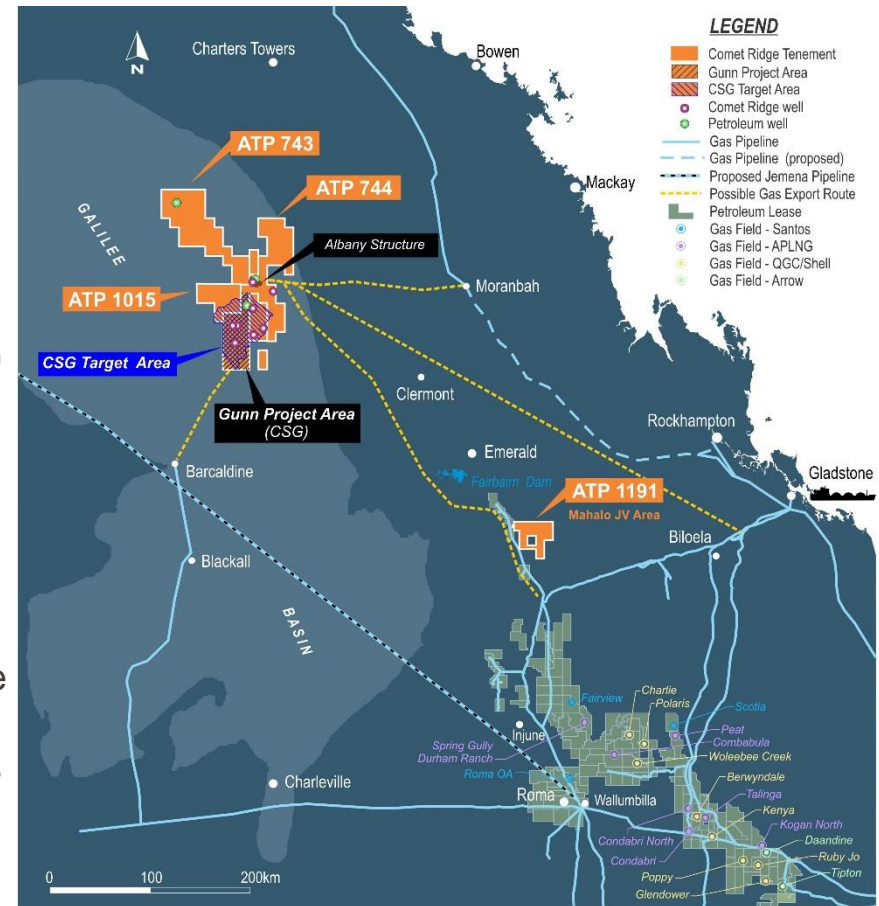 LEGEND
Comet Ridge Tenement
Gunn Project Area
CSG Target Area
Comet Ridge well
Petroleum well
Gas Pipeline
Gas Pipeline (proposed)
Proposed Jemena Pipeline
Possible Gas Export Route
Petroleum Lease
Gas Field - Santos
Gas Field - APLNG
Gas Field - QGC/Shell
Gas Field - Arrow
N
Charters Towers
Bowen
ATP 743
ATP 744
Mackay
GALILEE
Albany Structure
Moranbah
ATP 1015
CSG Target Area
Gunn Project Area
(CSG)
Clermont
Rockhampton
Barcaldine
Emerald
Gladstone
Fairbairn Dam
ATP 1191
Mahalo JV Area
Biloela
Blackall
BASIN
Charlie
Polaris
Fairview
Scotia
Injune
Peat
Combabula
Spring Gully
Durham Ranch
Woleebee Creek
Roma OA
Berwyndale
Charleville
Talinga
Roma
Wallumbilla
Kenya
Kogan North
Condabri North
Daandine
Condabri
Ruby Jo
Poppy
Tipton
Glendower
0 100 200km
e